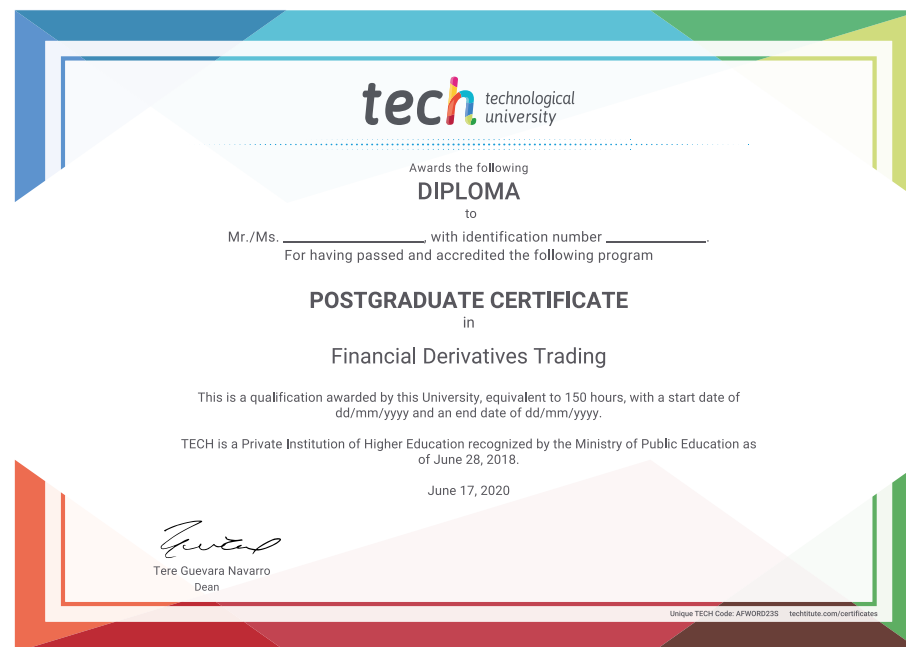 tech technological
university
Awards the following
DIPLOMA
to
Mr./Ms. ____________________, with identification number ______________.
For having passed and accredited the following program
POSTGRADUATE CERTIFICATE
in
Financial Derivatives Trading
This is a qualification awarded by this University, equivalent to 150 hours, with a start date of
dd/mm/yyyy and an end date of dd/mm/yyyy.
TECH is a Private Institution of Higher Education recognized by the Ministry of Public Education as
of June 28, 2018.
June 17, 2020
Tere Guevara Navarro
Dean
Unique TECH Code: AFWORD23S techtitute.com/certificates